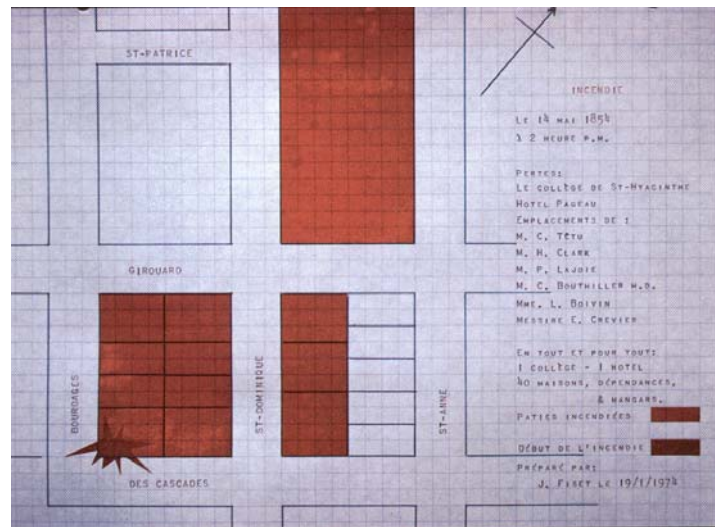 ST-PATRICE
GIROUARD
BOURDAGES
ST-DOMINIQUE
ST-ANNE
DES CASCADES
INCENDIE
LE 14 MAI 1854
À 2 HEURE P.M.
PERTES:
LE COLLÈGE DE ST-HYACINTHE
HOTEL PAGEAU
EMPLACEMENTS DE :
M. C. TÊTU
M. H. CLARK
M. P. LAJOIE
M. C. BOUTHILLER M.D.
MME. L. BOIVIN
MESSIRE E. CREVIER
EN TOUT ET POUR TOUT:
1 COLLÈGE - 1 HOTEL
40 MAISONS, DÉPENDANCES,
& HANGARS.
PATIES INCENDIÉES
DÉBUT DE L'INCENDIE
PRÉPARÉ PAR:
J. FISET LE 19/1/1974